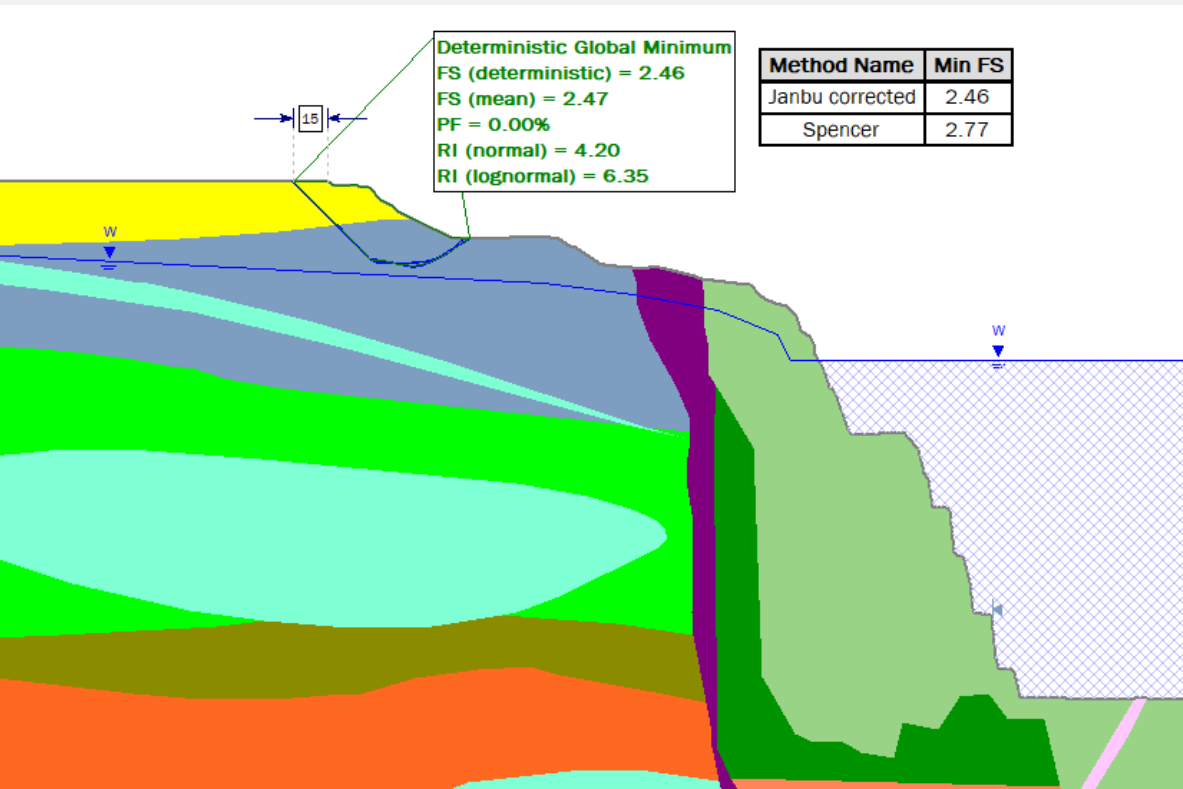 Deterministic Global Minimum
FS (deterministic) = 2.46
FS (mean) = 2.47
PF = 0.00%
RI (normal) = 4.20
RI (lognormal) = 6.35
Method Name Min FS
Janbu corrected 2.46
Spencer 2.77
15
W
W